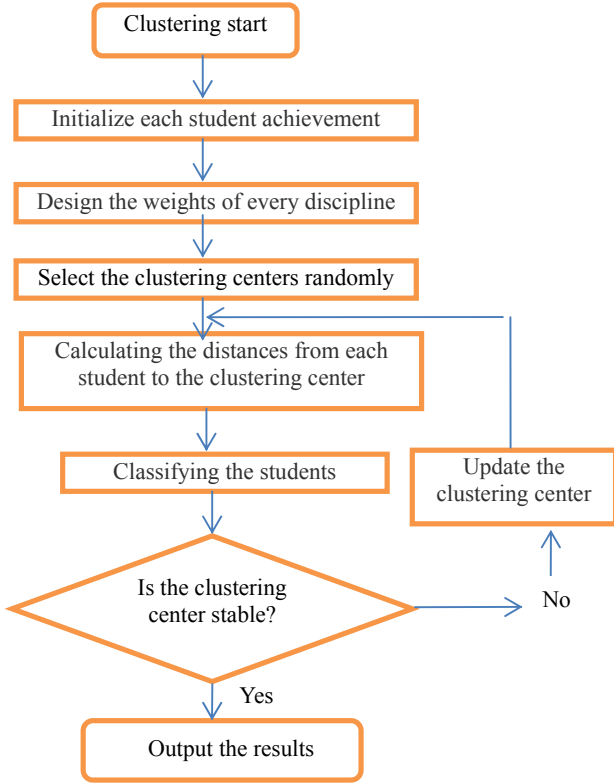 Clustering start
Initialize each student achievement
Design the weights of every discipline
Select the clustering centers randomly
Calculating the distances from each
student to the clustering center
Classifying the students
Update the
clustering center
Is the clustering
center stable?
No
Yes
Output the results